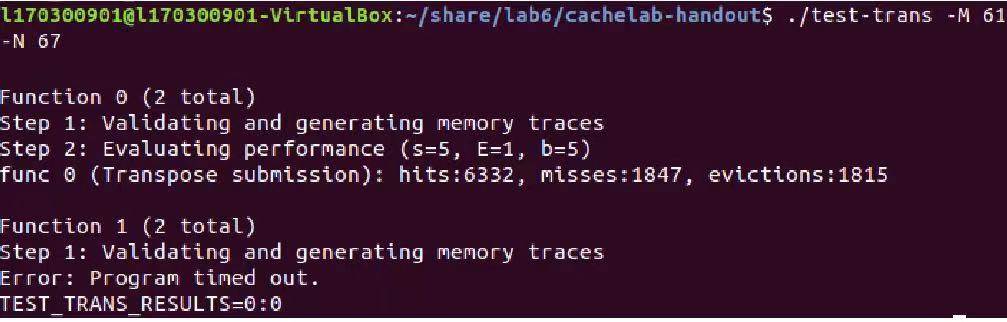 l170300901@l170300901-VirtualBox:~/share/lab6/cachelab-handout$ ./test-trans -M 61
-N 67
Function 0 (2 total)
Step 1: Validating and generating memory traces
Step 2: Evaluating performance (s=5, E=1, b=5)
func 0 (Transpose submission): hits:6332, misses:1847, evictions:1815
Function 1 (2 total)
Step 1: Validating and generating memory traces
Error: Program timed out.
TEST_TRANS_RESULTS=0:0